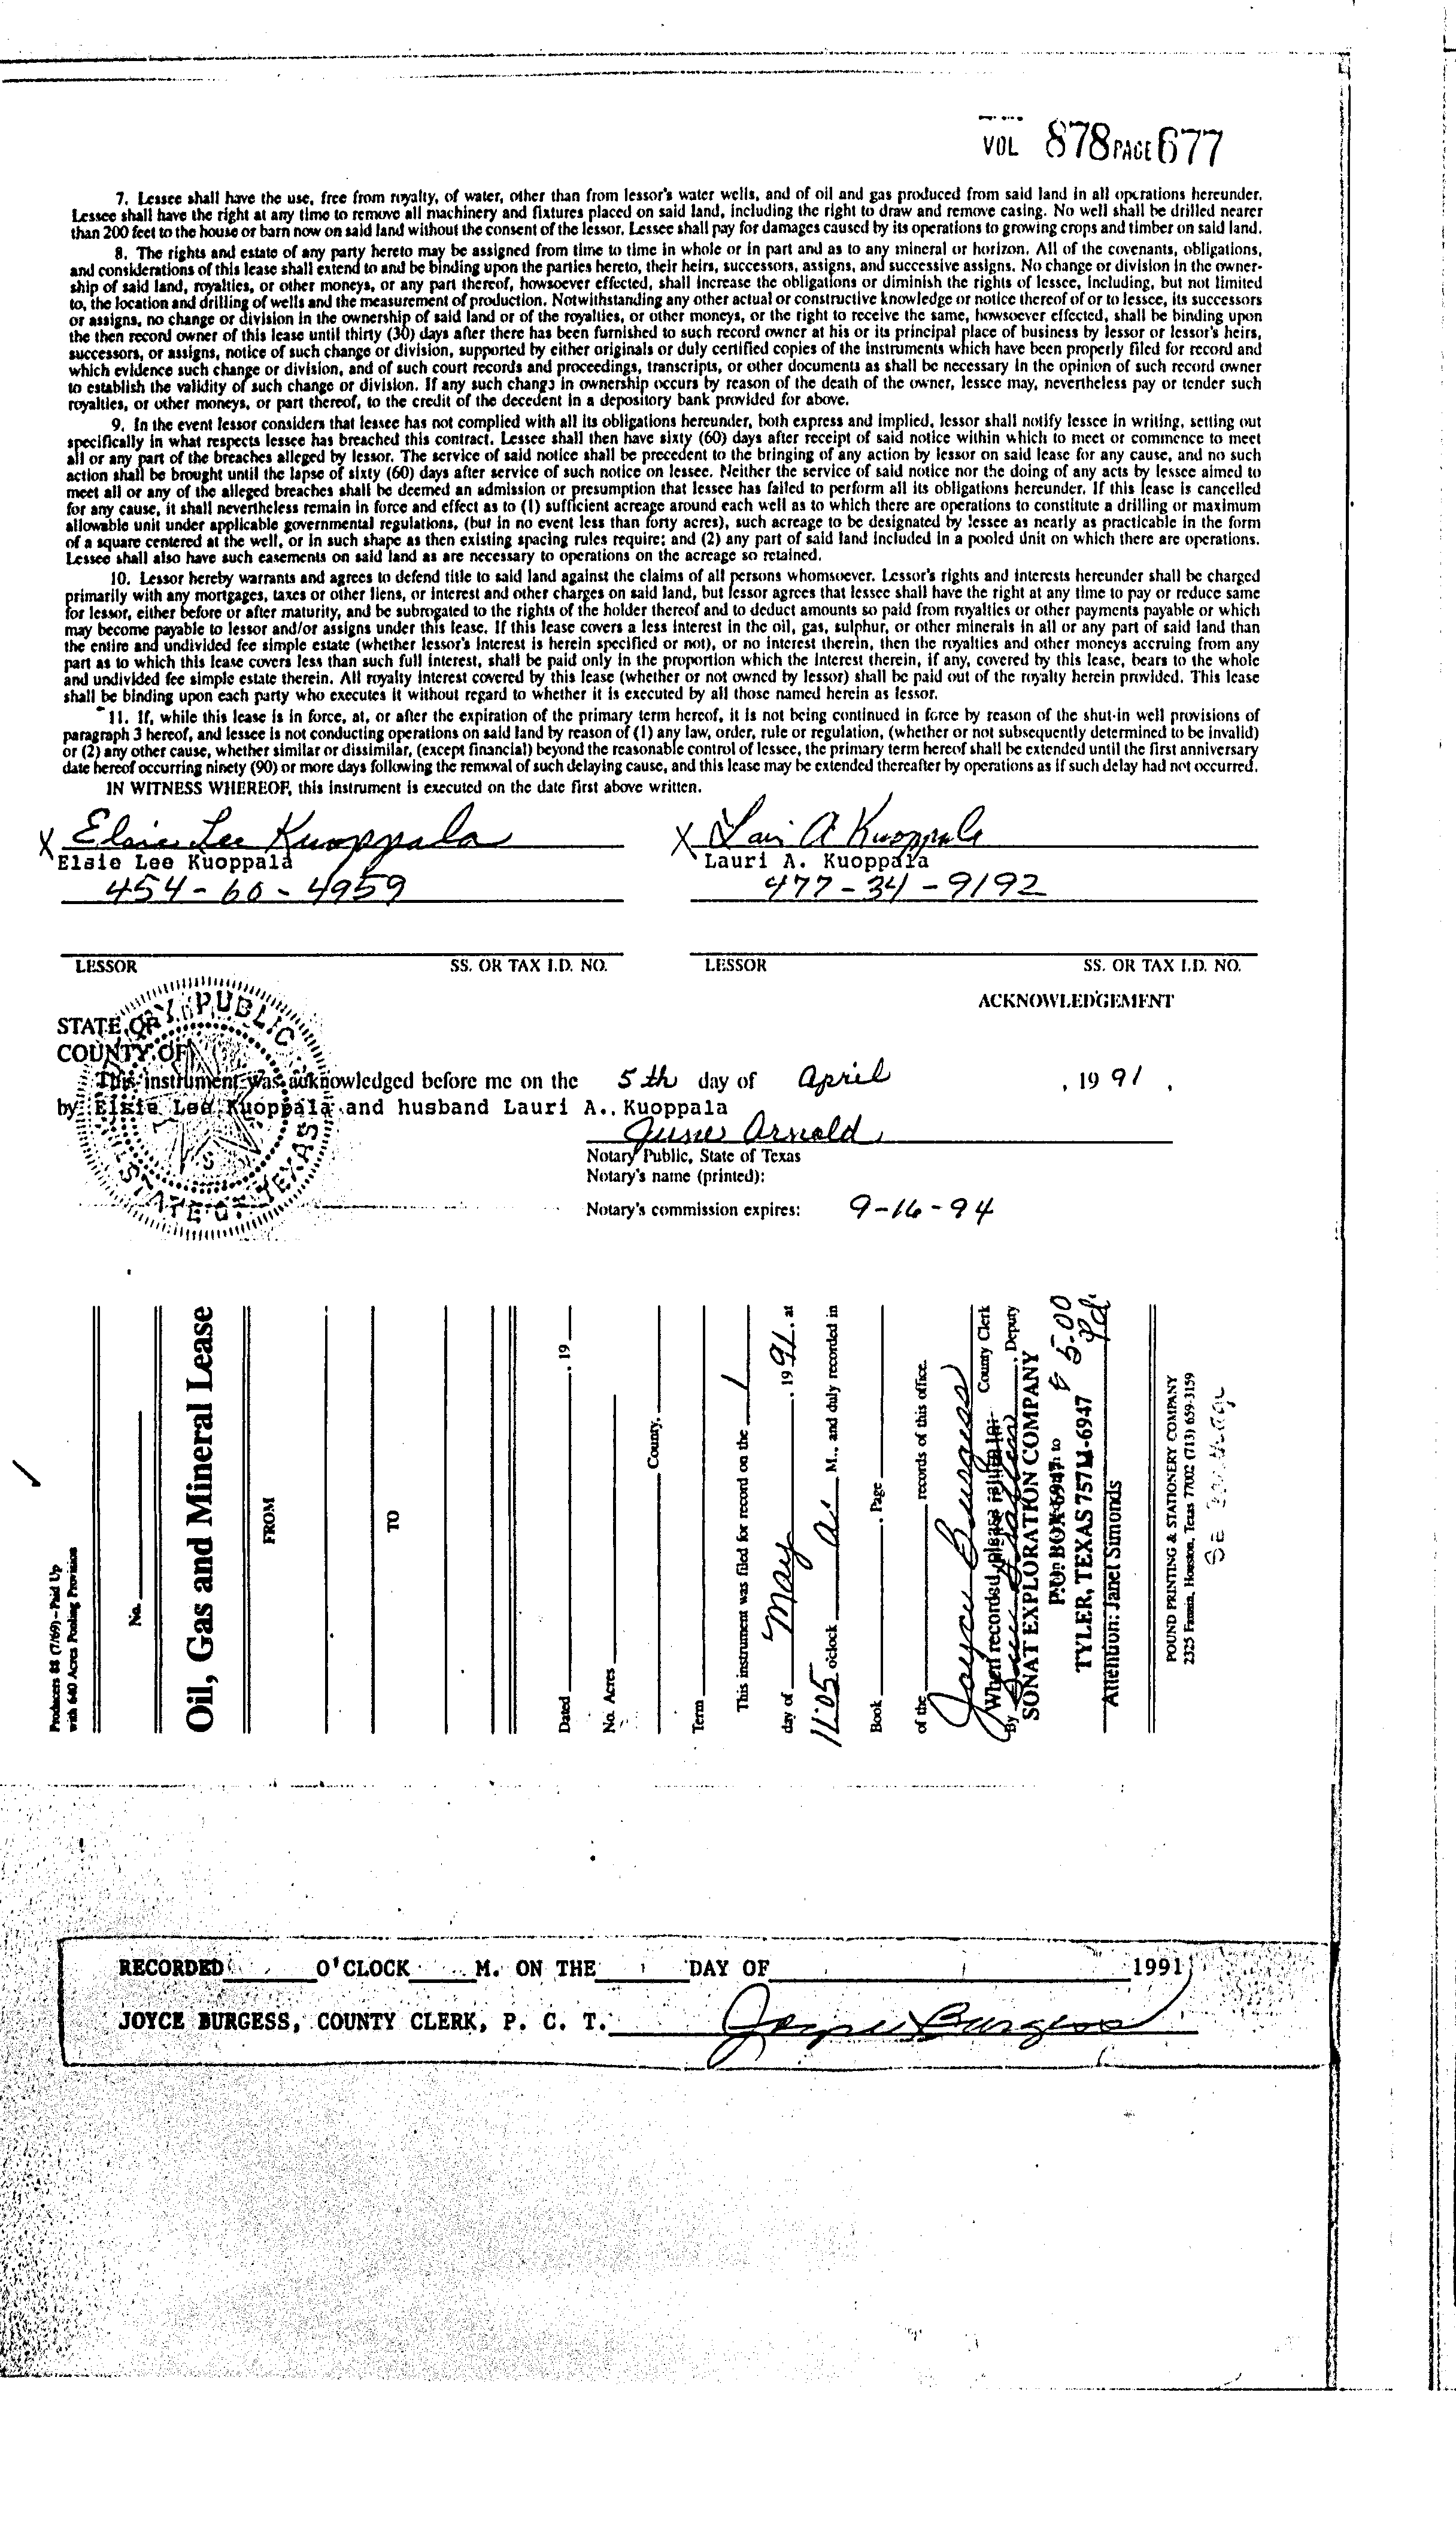 VOL 878 PAGE 677
7. Lessee shall have the use, free from royalty, of water, other than from lessor's water wells, and of oil and gas produced from said land in all operations hereunder.
Lessee shall have the right at any time to remove all machinery and fixtures placed on said land, including the right to draw and remove casing. No well shall be drilled nearer
than 200 feet to the house or barn now on said land without the consent of the lessor. Lessee shall pay for damages caused by its operations to growing crops and timber on said land.
8. The rights and estate of any party hereto may be assigned from time to time in whole or in part and as to any mineral or horizon. All of the covenants, obligations,
and considerations of this lease shall extend to and be binding upon the parties hereto, their heirs, successors, assigns, and successive assigns. No change or division in the owner-
ship of said land, royalties, or other moneys, or any part thereof, howsoever effected, shall increase the obligations or diminish the rights of lessee, including, but not limited
to, the location and drilling of wells and the measurement of production. Notwithstanding any other actual or constructive knowledge or notice thereof of or to lessee, its successors
or assigns, no change or division in the ownership of said land or of the royalties, or other moneys, or the right to receive the same, howsoever effected, shall be binding upon
the then record owner of this lease until thirty (30) days after there has been furnished to such record owner at his or its principal place of business by lessor or lessor's heirs,
successors, or assigns, notice of such change or division, supported by either originals or duly certified copies of the instruments which have been properly filed for record and
which evidence such change or division, and of such court records and proceedings, transcripts, or other documents as shall be necessary in the opinion of such record owner
to establish the validity of such change or division. If any such change in ownership occurs by reason of the death of the owner, lessee may, nevertheless pay or tender such
royalties, or other moneys, or part thereof, to the credit of the decedent in a depository bank provided for above.
9. In the event lessor considers that lessee has not complied with all its obligations hereunder, both express and implied, lessor shall notify lessee in writing, setting out
specifically in what respects lessee has breached this contract. Lessee shall then have sixty (60) days after receipt of said notice within which to meet or commence to meet
all or any part of the breaches alleged by lessor. The service of said notice shall be precedent to the bringing of any action by lessor on said lease for any cause, and no such
action shall be brought until the lapse of sixty (60) days after service of such notice on lessee. Neither the service of said notice nor the doing of any acts by lessee aimed to
meet all or any of the alleged breaches shall be deemed an admission or presumption that lessee has failed to perform all its obligations hereunder. If this lease is cancelled
for any cause, it shall nevertheless remain in force and effect as to (1) sufficient acreage around each well as to which there are operations to constitute a drilling or maximum
allowable unit under applicable governmental regulations, (but in no event less than forty acres), such acreage to be designated by lessee as nearly as practicable in the form
of a square centered at the well, or in such shape as then existing spacing rules require; and (2) any part of said land included in a pooled unit on which there are operations.
Lessee shall also have such easements on said land as are necessary to operations on the acreage so retained.
10. Lessor hereby warrants and agrees to defend title to said land against the claims of all persons whomsoever. Lessor's rights and interests hereunder shall be charged
primarily with any mortgages, taxes or other liens, or interest and other charges on said land, but lessor agrees that lessee shall have the right at any time to pay or reduce same
for lessor, either before or after maturity, and be subrogated to the rights of the holder thereof and to deduct amounts so paid from royalties or other payments payable or which
may become payable to lessor and/or assigns under this lease. If this lease covers a less interest in the oil, gas, sulphur, or other minerals in all or any part of said land than
the entire and undivided fee simple estate (whether lessor's interest is herein specified or not), or no interest therein, then the royalties and other moneys accruing from any
part as to which this lease covers less than such full interest, shall be paid only in the proportion which the interest therein, if any, covered by this lease, bears to the whole
and undivided fee simple estate therein. All royalty interest covered by this lease (whether or not owned by lessor) shall be paid out of the royalty herein provided. This lease
shall be binding upon each party who executes it without regard to whether it is executed by all those named herein as lessor.
11. If, while this lease is in force, at, or after the expiration of the primary term hereof, it is not being continued in force by reason of the shut-in well provisions of
paragraph 3 hereof, and lessee is not conducting operations on said land by reason of (1) any law, order, rule or regulation, (whether or not subsequently determined to be invalid)
or (2) any other cause, whether similar or dissimilar, (except financial) beyond the reasonable control of lessee, the primary term hereof shall be extended until the first anniversary
date hereof occurring ninety (90) or more days following the removal of such delaying cause, and this lease may be extended thereafter by operations as if such delay had not occurred.
IN WITNESS WHEREOF, this instrument is executed on the date first above written.
X Elsie Lee Kuoppala X Lauri A Kuoppala
Elsie Lee Kuoppala Lauri A. Kuoppala
454-60-4959 477-34-9192
LESSOR SS. OR TAX I.D. NO. LESSOR SS. OR TAX I.D. NO.
ACKNOWLEDGEMENT
STATE OF
COUNTY OF
This instrument was acknowledged before me on the 5th day of April, 1991,
by Elsie Lee Kuoppala and husband Lauri A. Kuoppala
June Arnold
Notary Public, State of Texas
Notary's name (printed):
Notary's commission expires: 9-16-94
Producers 88 (7/69)-Paid Up
with 640 Acres Pooling Provision
No.
Oil, Gas and Mineral Lease
FROM
TO
Dated , 19
No. Acres
County,
Term
This instrument was filed for record on the 1
day of May , 1991, at
11:05 o'clock A. M., and duly recorded in
Book , Page
of the records of this office.
Joyce Burgess
County Clerk
When recorded, please return to:
By , Deputy
SONAT EXPLORATION COMPANY
P.O. BOX 6947
TYLER, TEXAS 75711-6947
5.00 Pd.
Attention: Janet Simonds
POUND PRINTING & STATIONERY COMPANY
2325 Fannin, Houston, Texas 77002 (713) 659-3159
RECORDED O'CLOCK M. ON THE DAY OF 1991
JOYCE BURGESS, COUNTY CLERK, P. C. T. Joyce Burgess